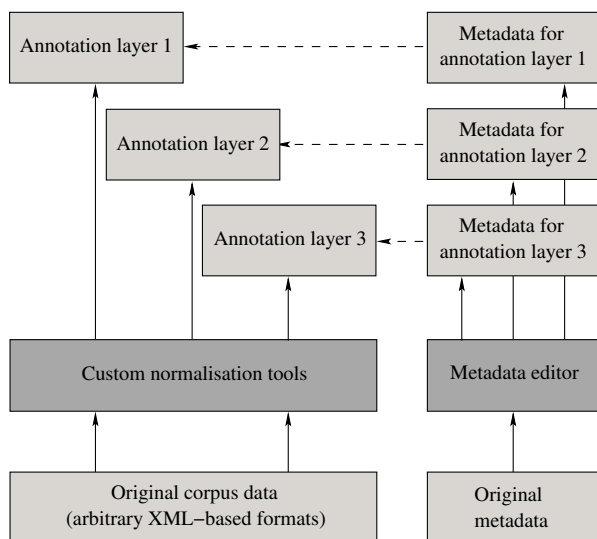 Annotation layer 1
Metadata for
annotation layer 1
Annotation layer 2
Metadata for
annotation layer 2
Annotation layer 3
Metadata for
annotation layer 3
Custom normalisation tools
Metadata editor
Original corpus data
(arbitrary XML−based formats)
Original
metadata